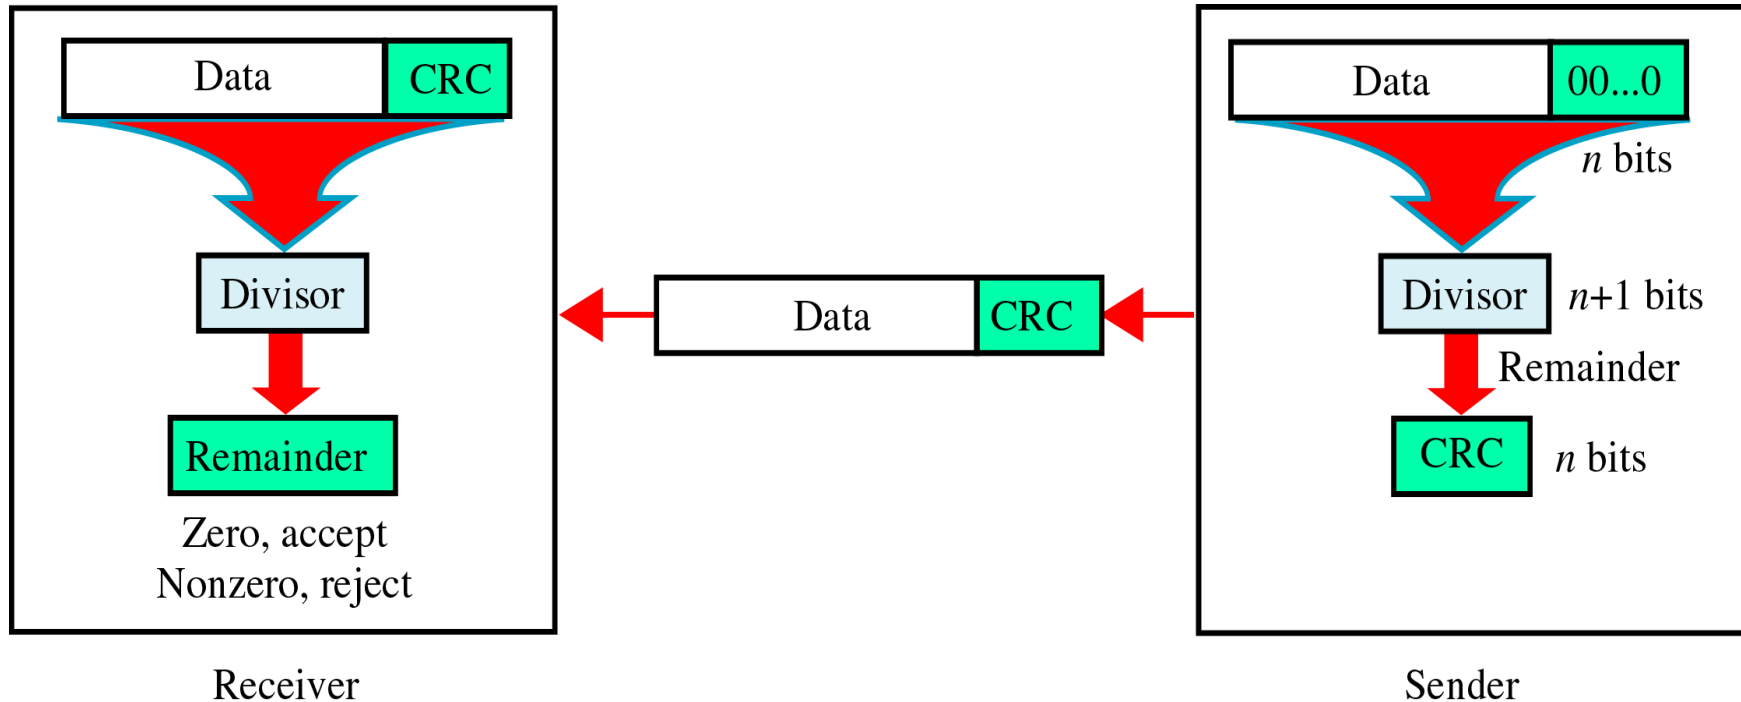 Data
CRC
Divisor
Remainder
Zero, accept
Nonzero, reject
Receiver
Data
CRC
Data
00...0
n bits
Divisor
n+1 bits
Remainder
CRC
n bits
Sender